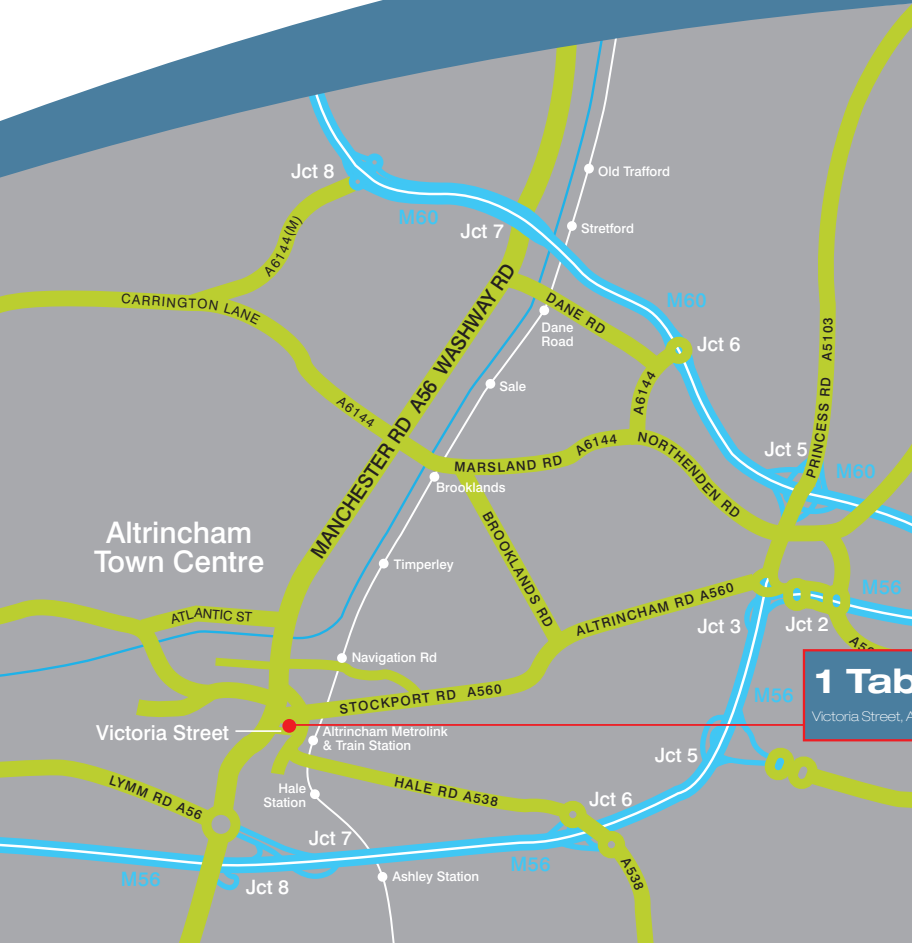 Jct 8
Old Trafford
M60
Jct 7
Stretford
A6144(M)
CARRINGTON LANE
M60
DANE RD
Dane
Road
Jct 6
PRINCESS RD A5103
MANCHESTER RD A56 WASHWAY RD
Sale
A6144
A6144
MARSLAND RD
A6144
NORTHENDEN RD
Jct 5
M60
Brooklands
BROOKLANDS RD
Altrincham
Town Centre
Timperley
ATLANTIC ST
ALTRINCHAM RD A560
M56
Jct 3
Jct 2
Navigation Rd
STOCKPORT RD A560
1 Tab
Victoria Street, A
M56
Victoria Street
Altrincham Metrolink
& Train Station
Jct 5
LYMM RD A56
Hale
Station
HALE RD A538
Jct 6
Jct 7
M56
M56
Jct 8
Ashley Station
A538